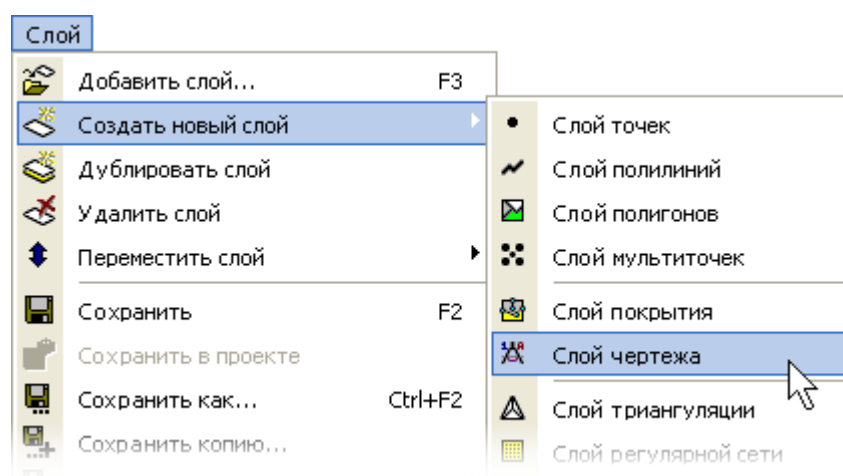 Слой
Добавить слой... F3
Создать новый слой
Дублировать слой
Удалить слой
Переместить слой
Сохранить F2
Сохранить в проекте
Сохранить как... Ctrl+F2
Сохранить копию...
Слой точек
Слой полилиний
Слой полигонов
Слой мультиточек
Слой покрытия
Слой чертежа
Слой триангуляции
Слой регулярной сети